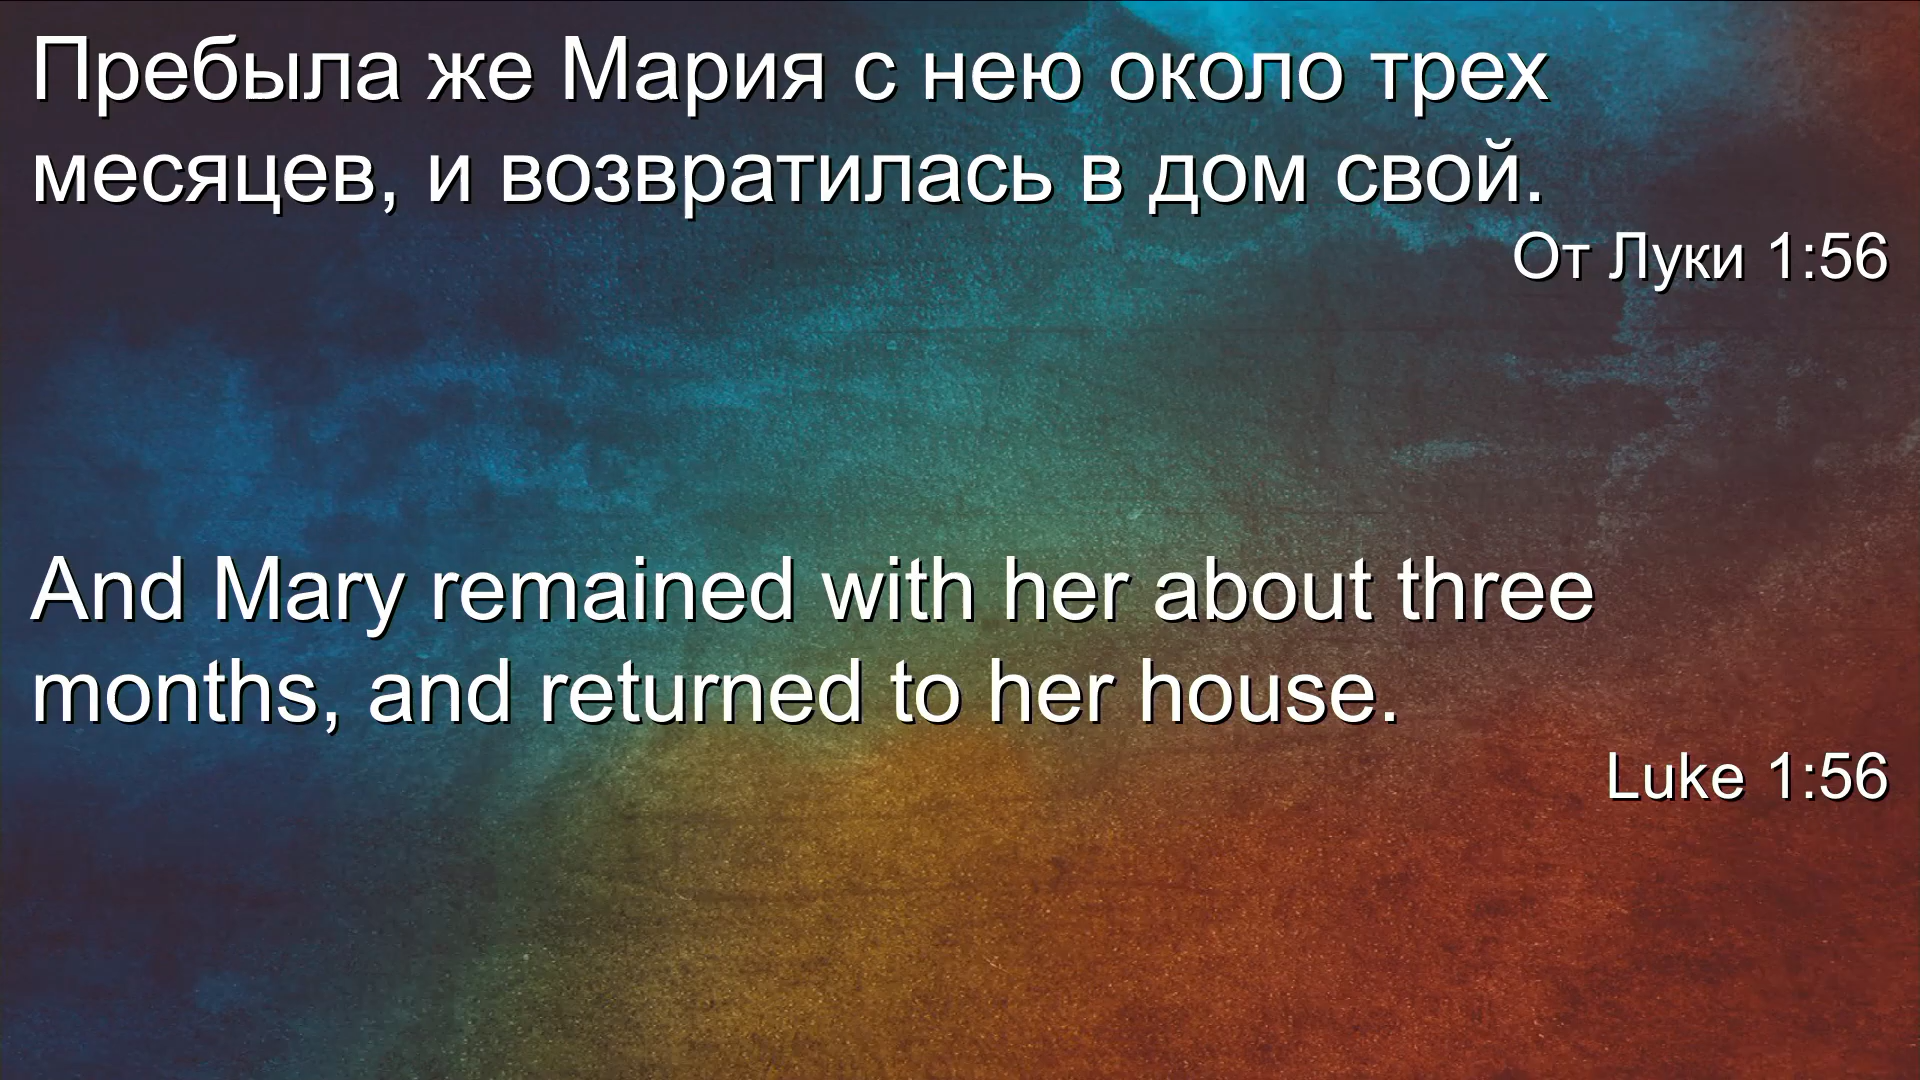 Пребыла же Мария с нею около трех
месяцев, и возвратилась в дом свой.
От Луки 1:56
And Mary remained with her about three
months, and returned to her house.
Luke 1:56